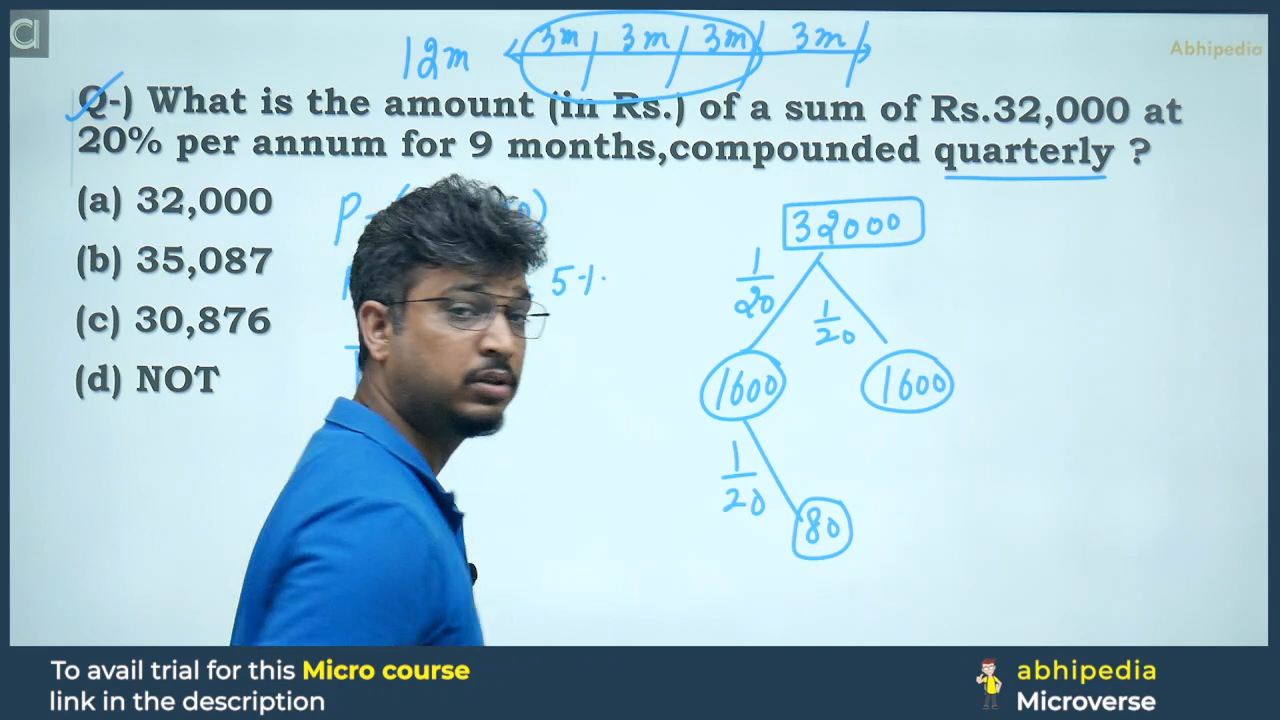 12m 3m 3m 3m 3m
Abhipedia
Q-) What is the amount (in Rs.) of a sum of Rs.32,000 at
20% per annum for 9 months,compounded quarterly ?
(a) 32,000
(b) 35,087
(c) 30,876
(d) NOT
P
5%
32000
1/20
1/20
1600
1600
1/20
80
To avail trial for this Micro course
link in the description
abhipedia
Microverse